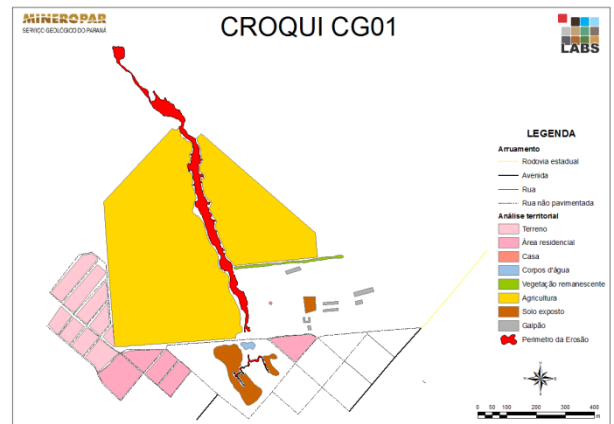 MINEROPAR
SERVIÇO GEOLÓGICO DO PARANÁ
CROQUI CG01
LABS
LEGENDA
Arruamento
Rodovia estadual
Avenida
Rua
Rua não pavimentada
Análise territorial
Terreno
Área residencial
Casa
Corpos d'água
Vegetação remanescente
Agricultura
Solo exposto
Galpão
Perímetro da Erosão
0 50 100 200 300 400
m